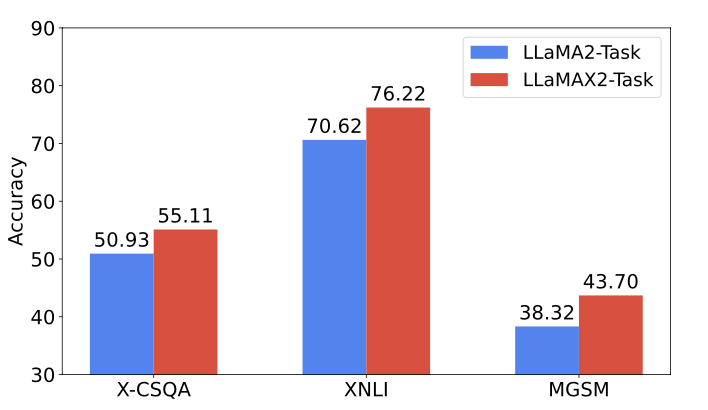 90
80
70
60
50
40
30
Accuracy
LLaMA2-Task
LLaMAX2-Task
50.93
55.11
70.62
76.22
38.32
43.70
X-CSQA
XNLI
MGSM